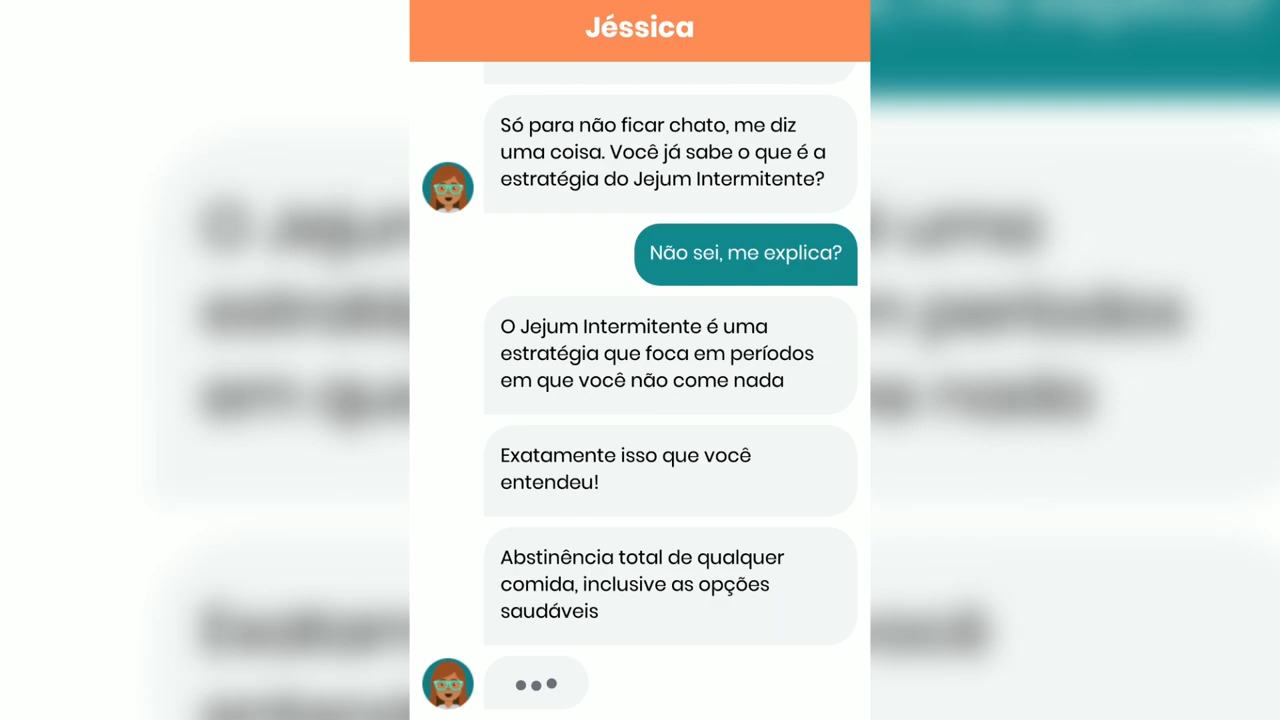 Jéssica
Só para não ficar chato, me diz
uma coisa. Você já sabe o que é a
estratégia do Jejum Intermitente?
Não sei, me explica?
O Jejum Intermitente é uma
estratégia que foca em períodos
em que você não come nada
Exatamente isso que você
entendeu!
Abstinência total de qualquer
comida, inclusive as opções
saudáveis